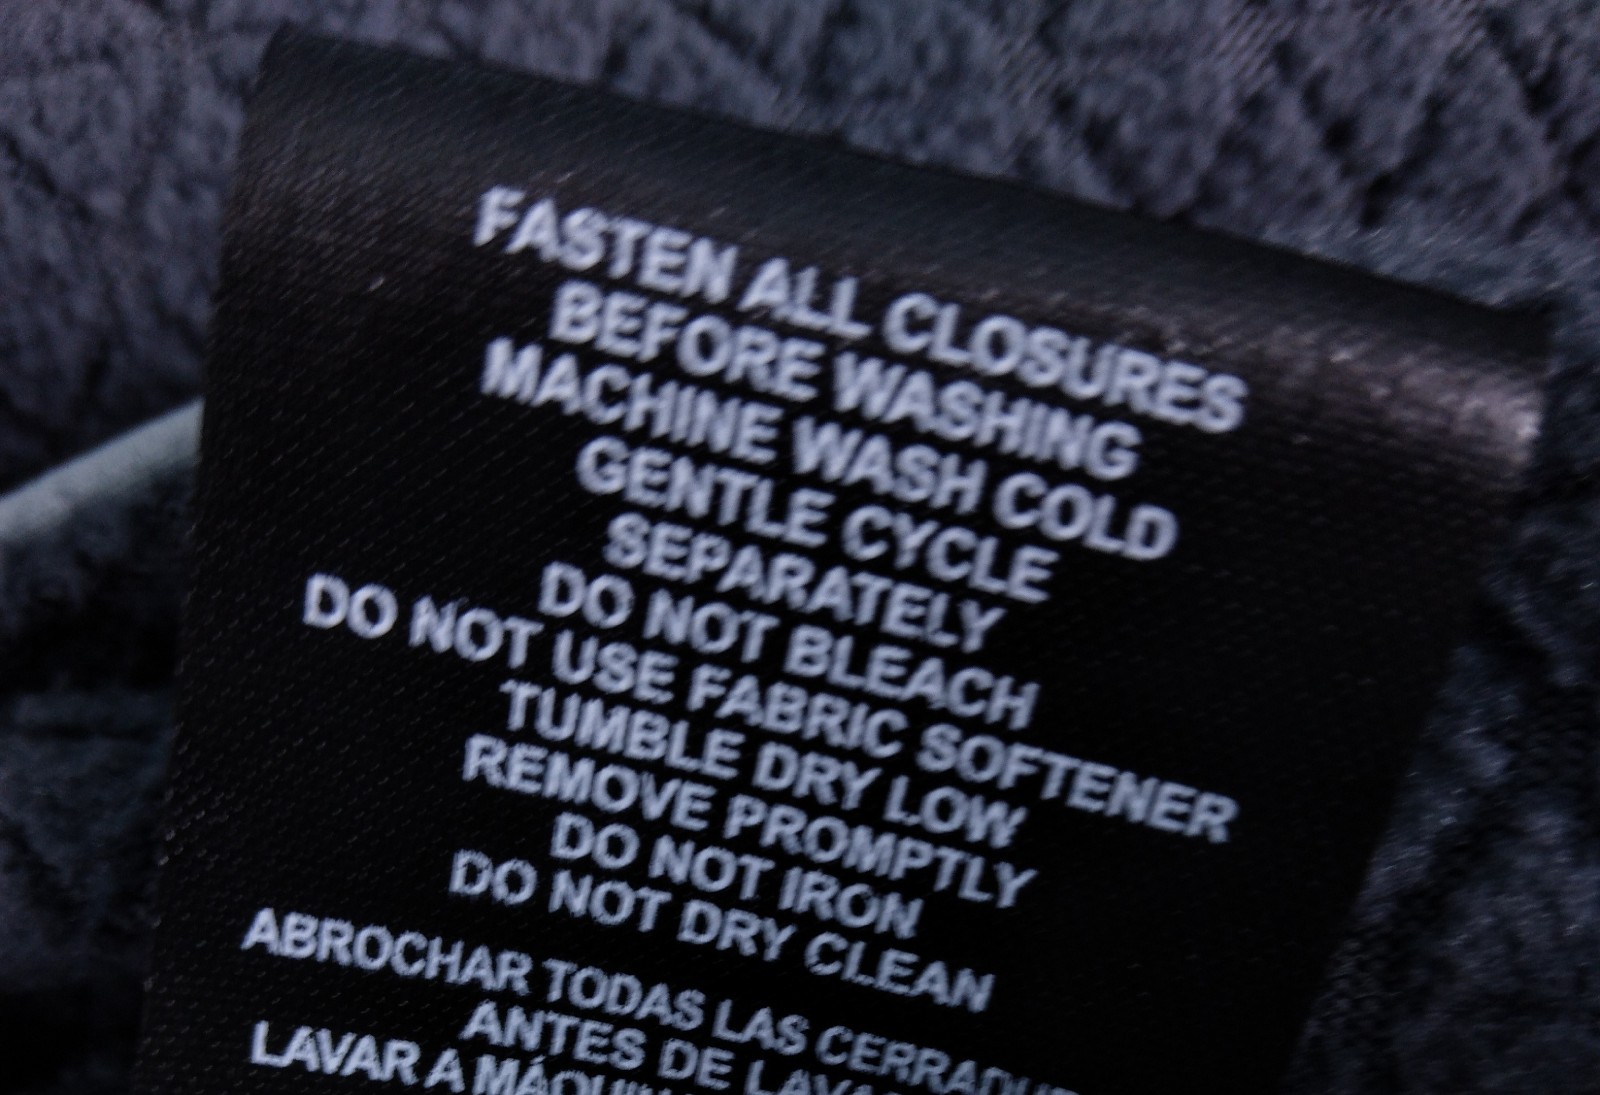 FASTEN ALL CLOSURES
BEFORE WASHING
MACHINE WASH COLD
GENTLE CYCLE
SEPARATELY
DO NOT BLEACH
DO NOT USE FABRIC SOFTENER
TUMBLE DRY LOW
REMOVE PROMPTLY
DO NOT IRON
DO NOT DRY CLEAN
ABROCHAR TODAS LAS
ANTES DE
LAVAR A